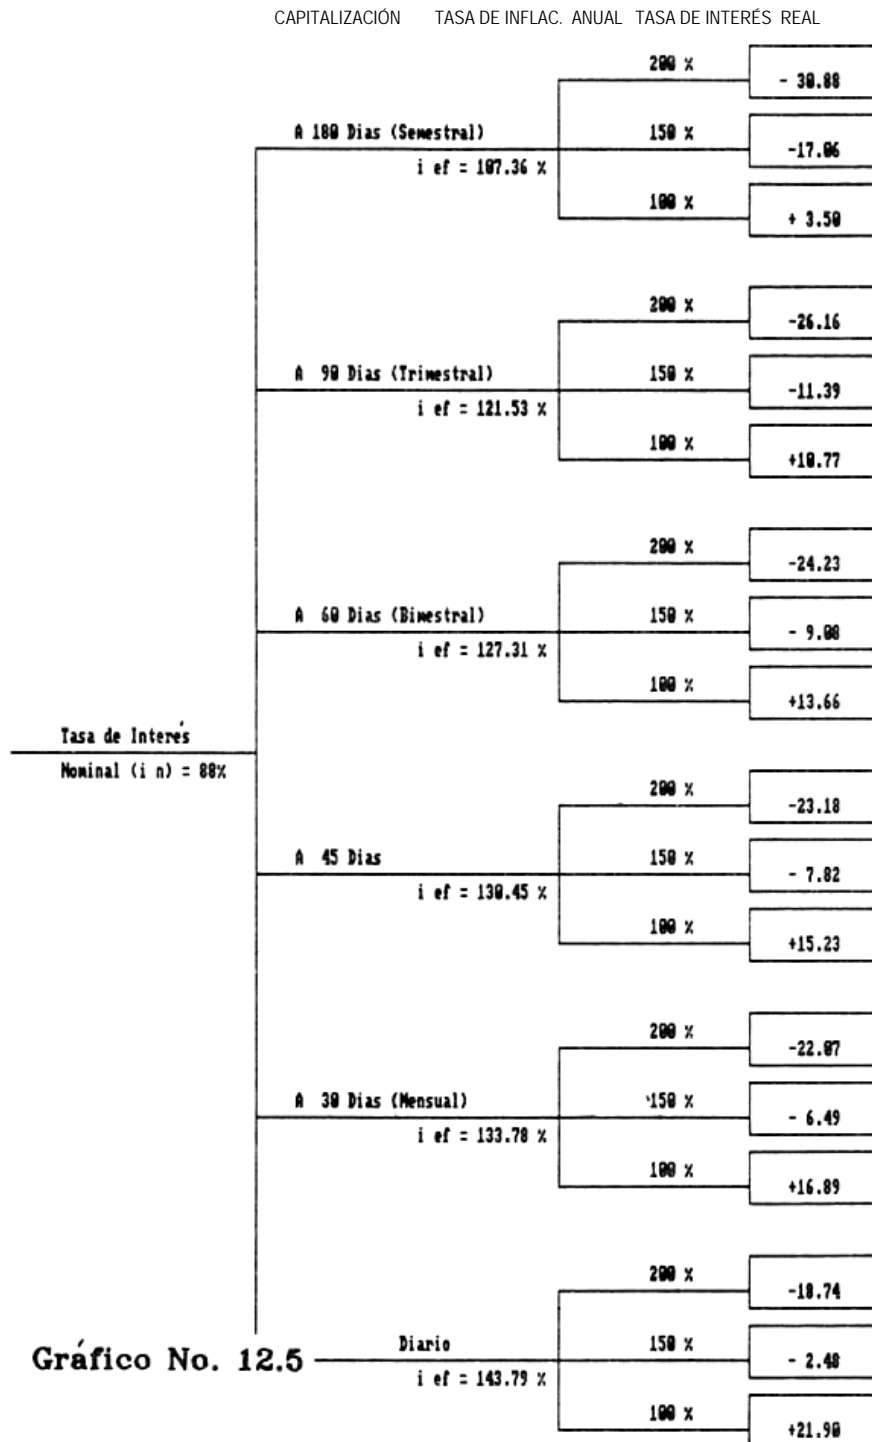 CAPITALIZACIÓN TASA DE INFLAC. ANUAL TASA DE INTERÉS REAL
200 %
- 30.88
A 180 Dias (Semestral)
150 %
-17.06
i ef = 107.36 %
100 %
+ 3.50
200 %
-26.16
A 90 Dias (Trimestral)
150 %
-11.39
i ef = 121.53 %
100 %
+10.77
200 %
-24.23
A 60 Dias (Bimestral)
150 %
- 9.08
i ef = 127.31 %
100 %
+13.66
Tasa de Interés
Nominal (i n) = 88%
200 %
-23.18
A 45 Dias
150 %
- 7.82
i ef = 130.45 %
100 %
+15.23
200 %
-22.07
A 30 Dias (Mensual)
150 %
- 6.49
i ef = 133.78 %
100 %
+16.89
200 %
-18.74
Diario
150 %
- 2.48
Gráfico No. 12.5
i ef = 143.79 %
100 %
+21.90